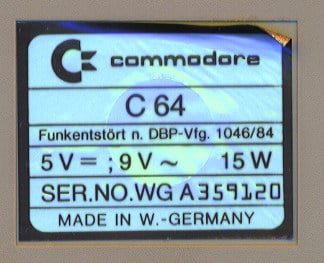 commodore
C 64
Funkentstört n. DBP-Vfg. 1046/84
5 V⎓ ; 9 V ~ 15 W
SER.NO.WG A359120
MADE IN W.-GERMANY